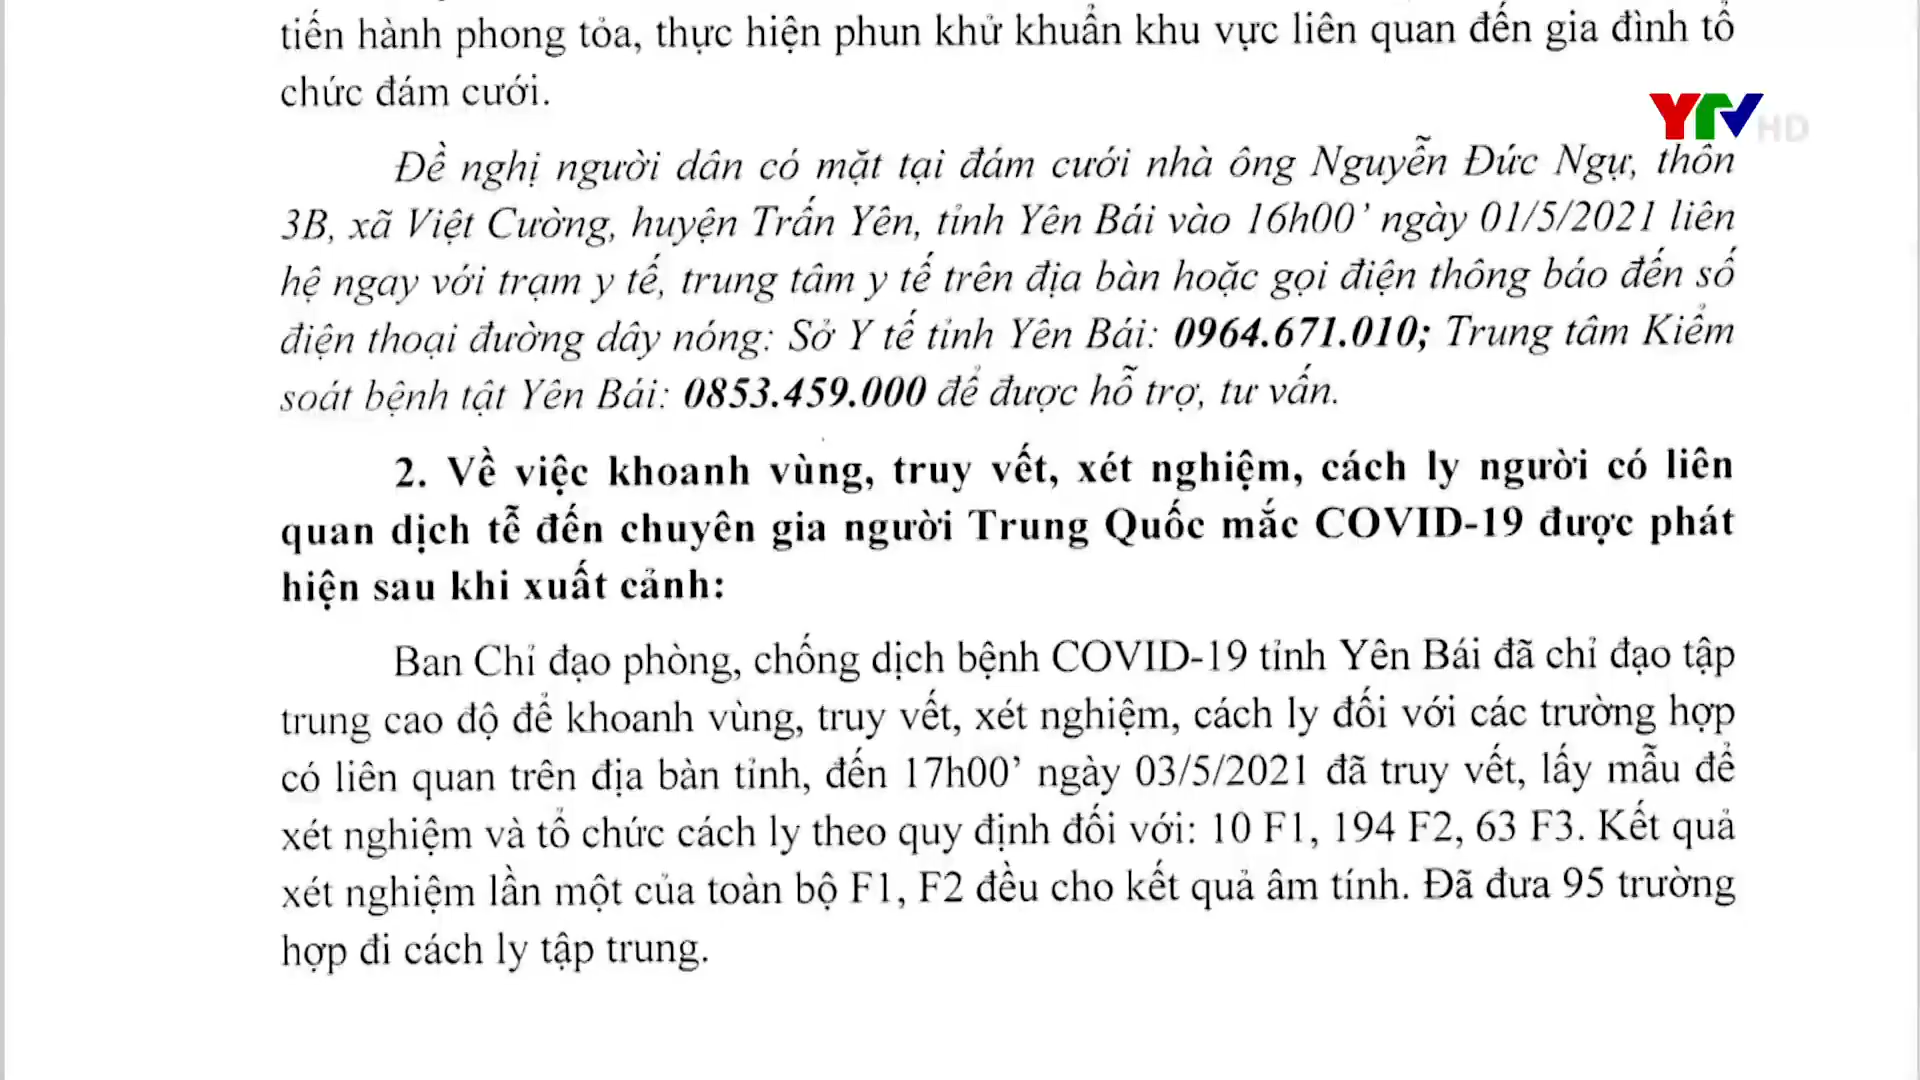 tiến hành phong tỏa, thực hiện phun khử khuẩn khu vực liên quan đến gia đình tổ
chức đám cưới.
YTV HD
Đề nghị người dân có mặt tại đám cưới nhà ông Nguyễn Đức Ngự, thôn
3B, xã Việt Cường, huyện Trấn Yên, tỉnh Yên Bái vào 16h00’ ngày 01/5/2021 liên
hệ ngay với trạm y tế, trung tâm y tế trên địa bàn hoặc gọi điện thông báo đến số
điện thoại đường dây nóng: Sở Y tế tỉnh Yên Bái: 0964.671.010; Trung tâm Kiểm
soát bệnh tật Yên Bái: 0853.459.000 để được hỗ trợ, tư vấn.
2. Về việc khoanh vùng, truy vết, xét nghiệm, cách ly người có liên
quan dịch tễ đến chuyên gia người Trung Quốc mắc COVID-19 được phát
hiện sau khi xuất cảnh:
Ban Chỉ đạo phòng, chống dịch bệnh COVID-19 tỉnh Yên Bái đã chỉ đạo tập
trung cao độ để khoanh vùng, truy vết, xét nghiệm, cách ly đối với các trường hợp
có liên quan trên địa bàn tỉnh, đến 17h00’ ngày 03/5/2021 đã truy vết, lấy mẫu để
xét nghiệm và tổ chức cách ly theo quy định đối với: 10 F1, 194 F2, 63 F3. Kết quả
xét nghiệm lần một của toàn bộ F1, F2 đều cho kết quả âm tính. Đã đưa 95 trường
hợp đi cách ly tập trung.